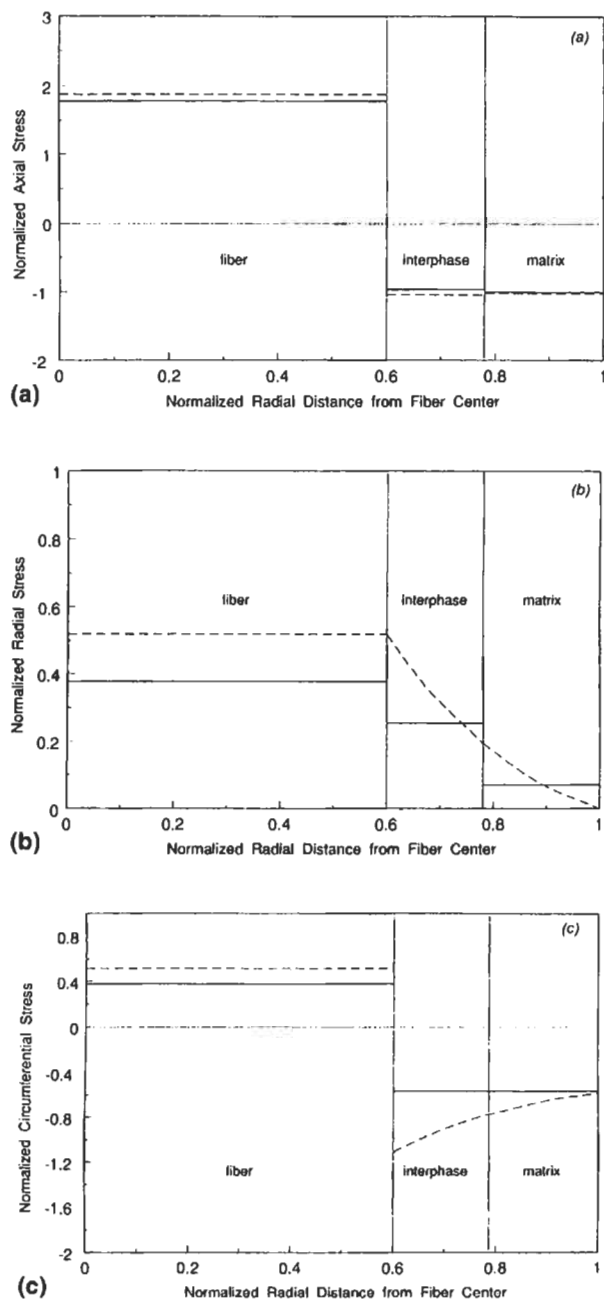 3
(a)
2
1
0
-1
-2
Normalized Axial Stress
fiber
interphase
matrix
0
0.2
0.4
0.6
0.8
1
(a)
Normalized Radial Distance from Fiber Center
1
(b)
0.8
0.6
0.4
0.2
0
Normalized Radial Stress
fiber
interphase
matrix
0
0.2
0.4
0.6
0.8
1
(b)
Normalized Radial Distance from Fiber Center
(c)
0.8
0.4
0
-0.4
-0.8
-1.2
-1.6
-2
Normalized Circumferential Stress
fiber
interphase
matrix
0
0.2
0.4
0.6
0.8
1
(c)
Normalized Radial Distance from Fiber Center